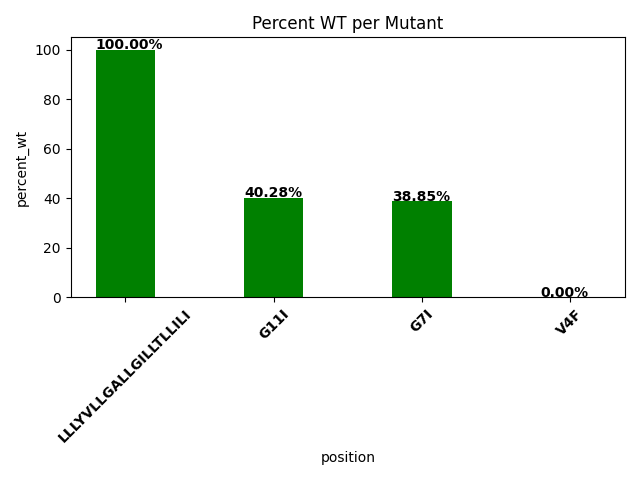 Percent WT per Mutant
percent_wt
100
80
60
40
20
0
100.00%
40.28%
38.85%
0.00%
LLLYVLLGALLGILLTLLILI
G11I
G7I
V4F
position